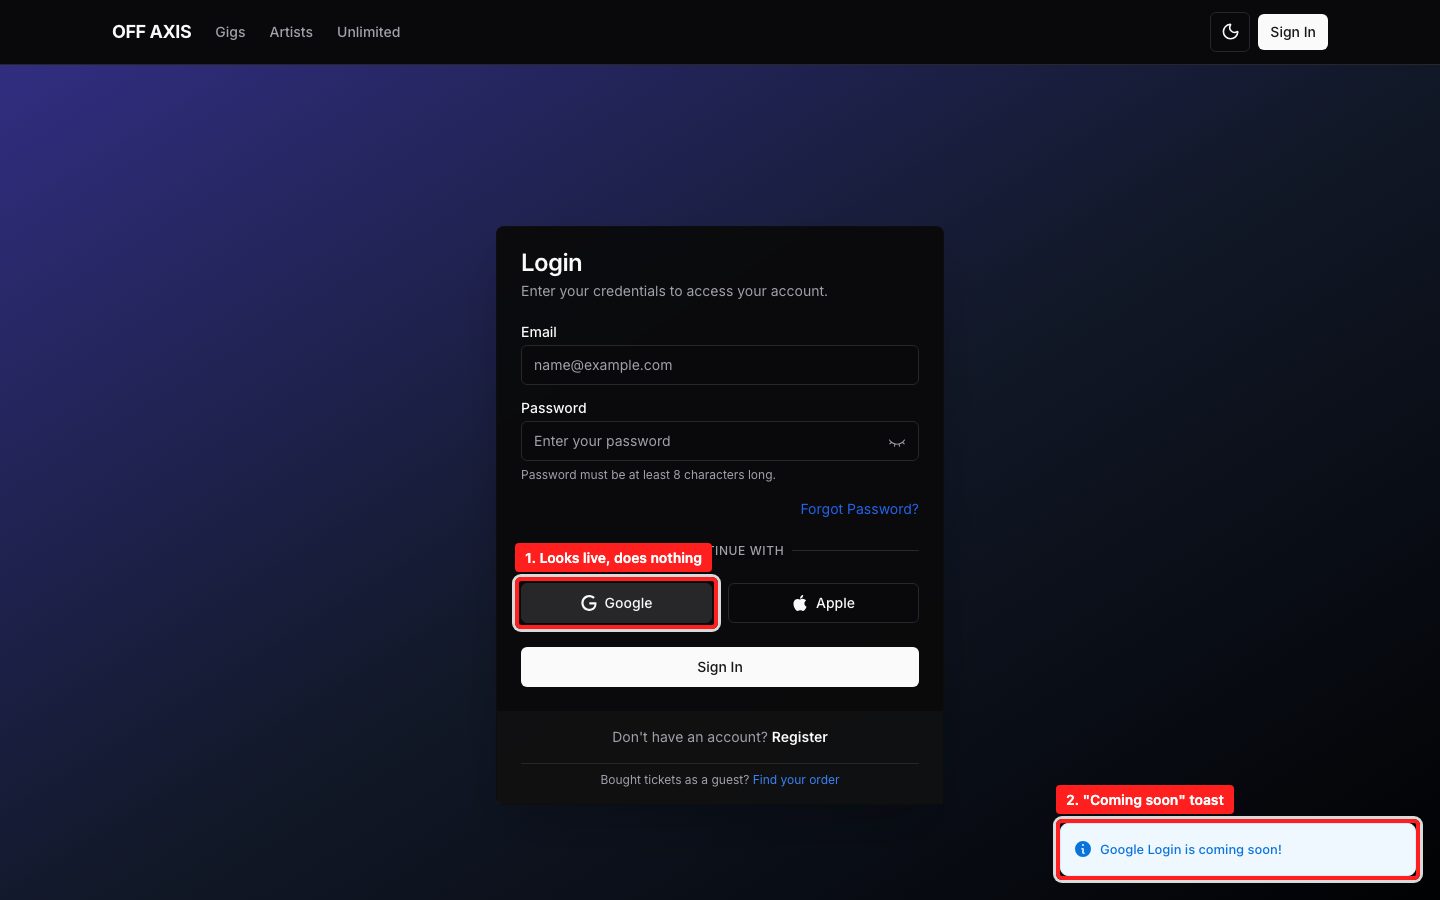 OFF AXIS Gigs Artists Unlimited Sign In
Login
Enter your credentials to access your account.
Email
name@example.com
Password
Enter your password
Password must be at least 8 characters long.
Forgot Password?
1. Looks live, does nothing
WITH
Google Apple
Sign In
Don't have an account? Register
Bought tickets as a guest? Find your order
2. "Coming soon" toast
Google Login is coming soon!